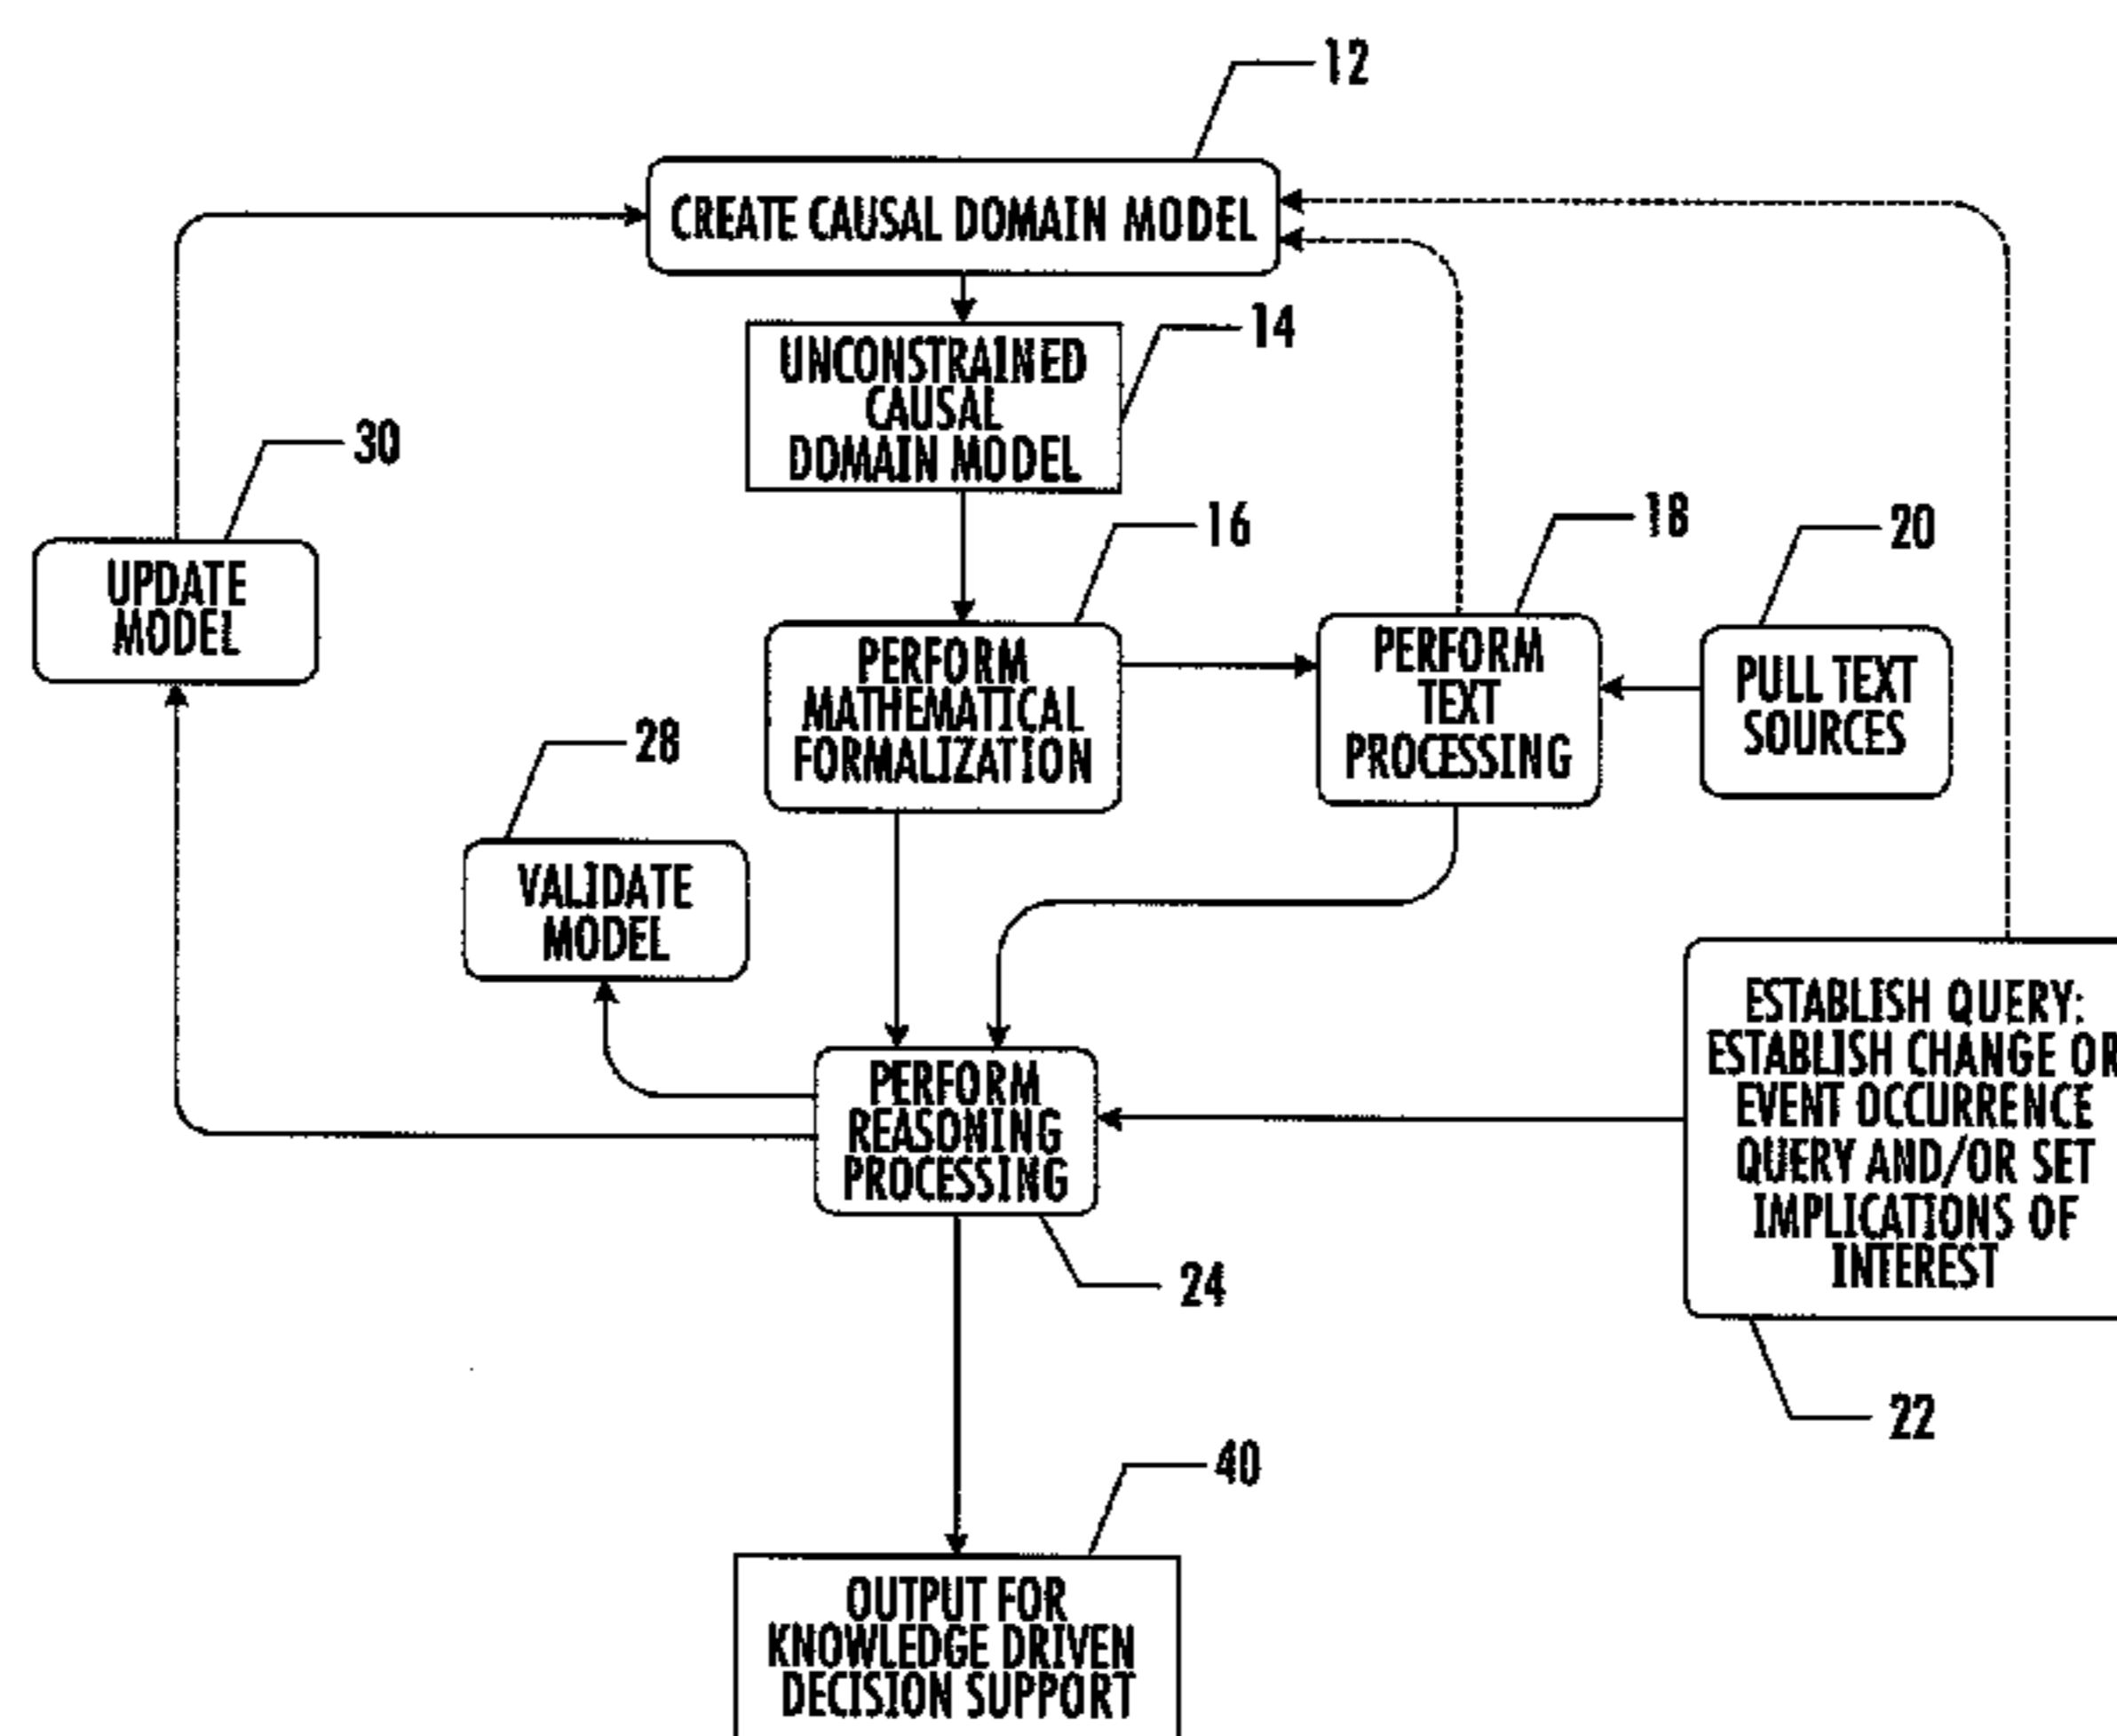 12
CREATE CAUSAL DOMAIN MODEL
14
UNCONSTRAINED
CAUSAL
DOMAIN MODEL
30
UPDATE
MODEL
16
PERFORM
MATHEMATICAL
FORMALIZATION
18
PERFORM
TEXT
PROCESSING
20
PULL TEXT
SOURCES
28
VALIDATE
MODEL
PERFORM
REASONING
PROCESSING
24
ESTABLISH QUERY:
ESTABLISH CHANGE OR
EVENT OCCURRENCE
QUERY AND/OR SET
IMPLICATIONS OF
INTEREST
22
40
OUTPUT FOR
KNOWLEDGE DRIVEN
DECISION SUPPORT